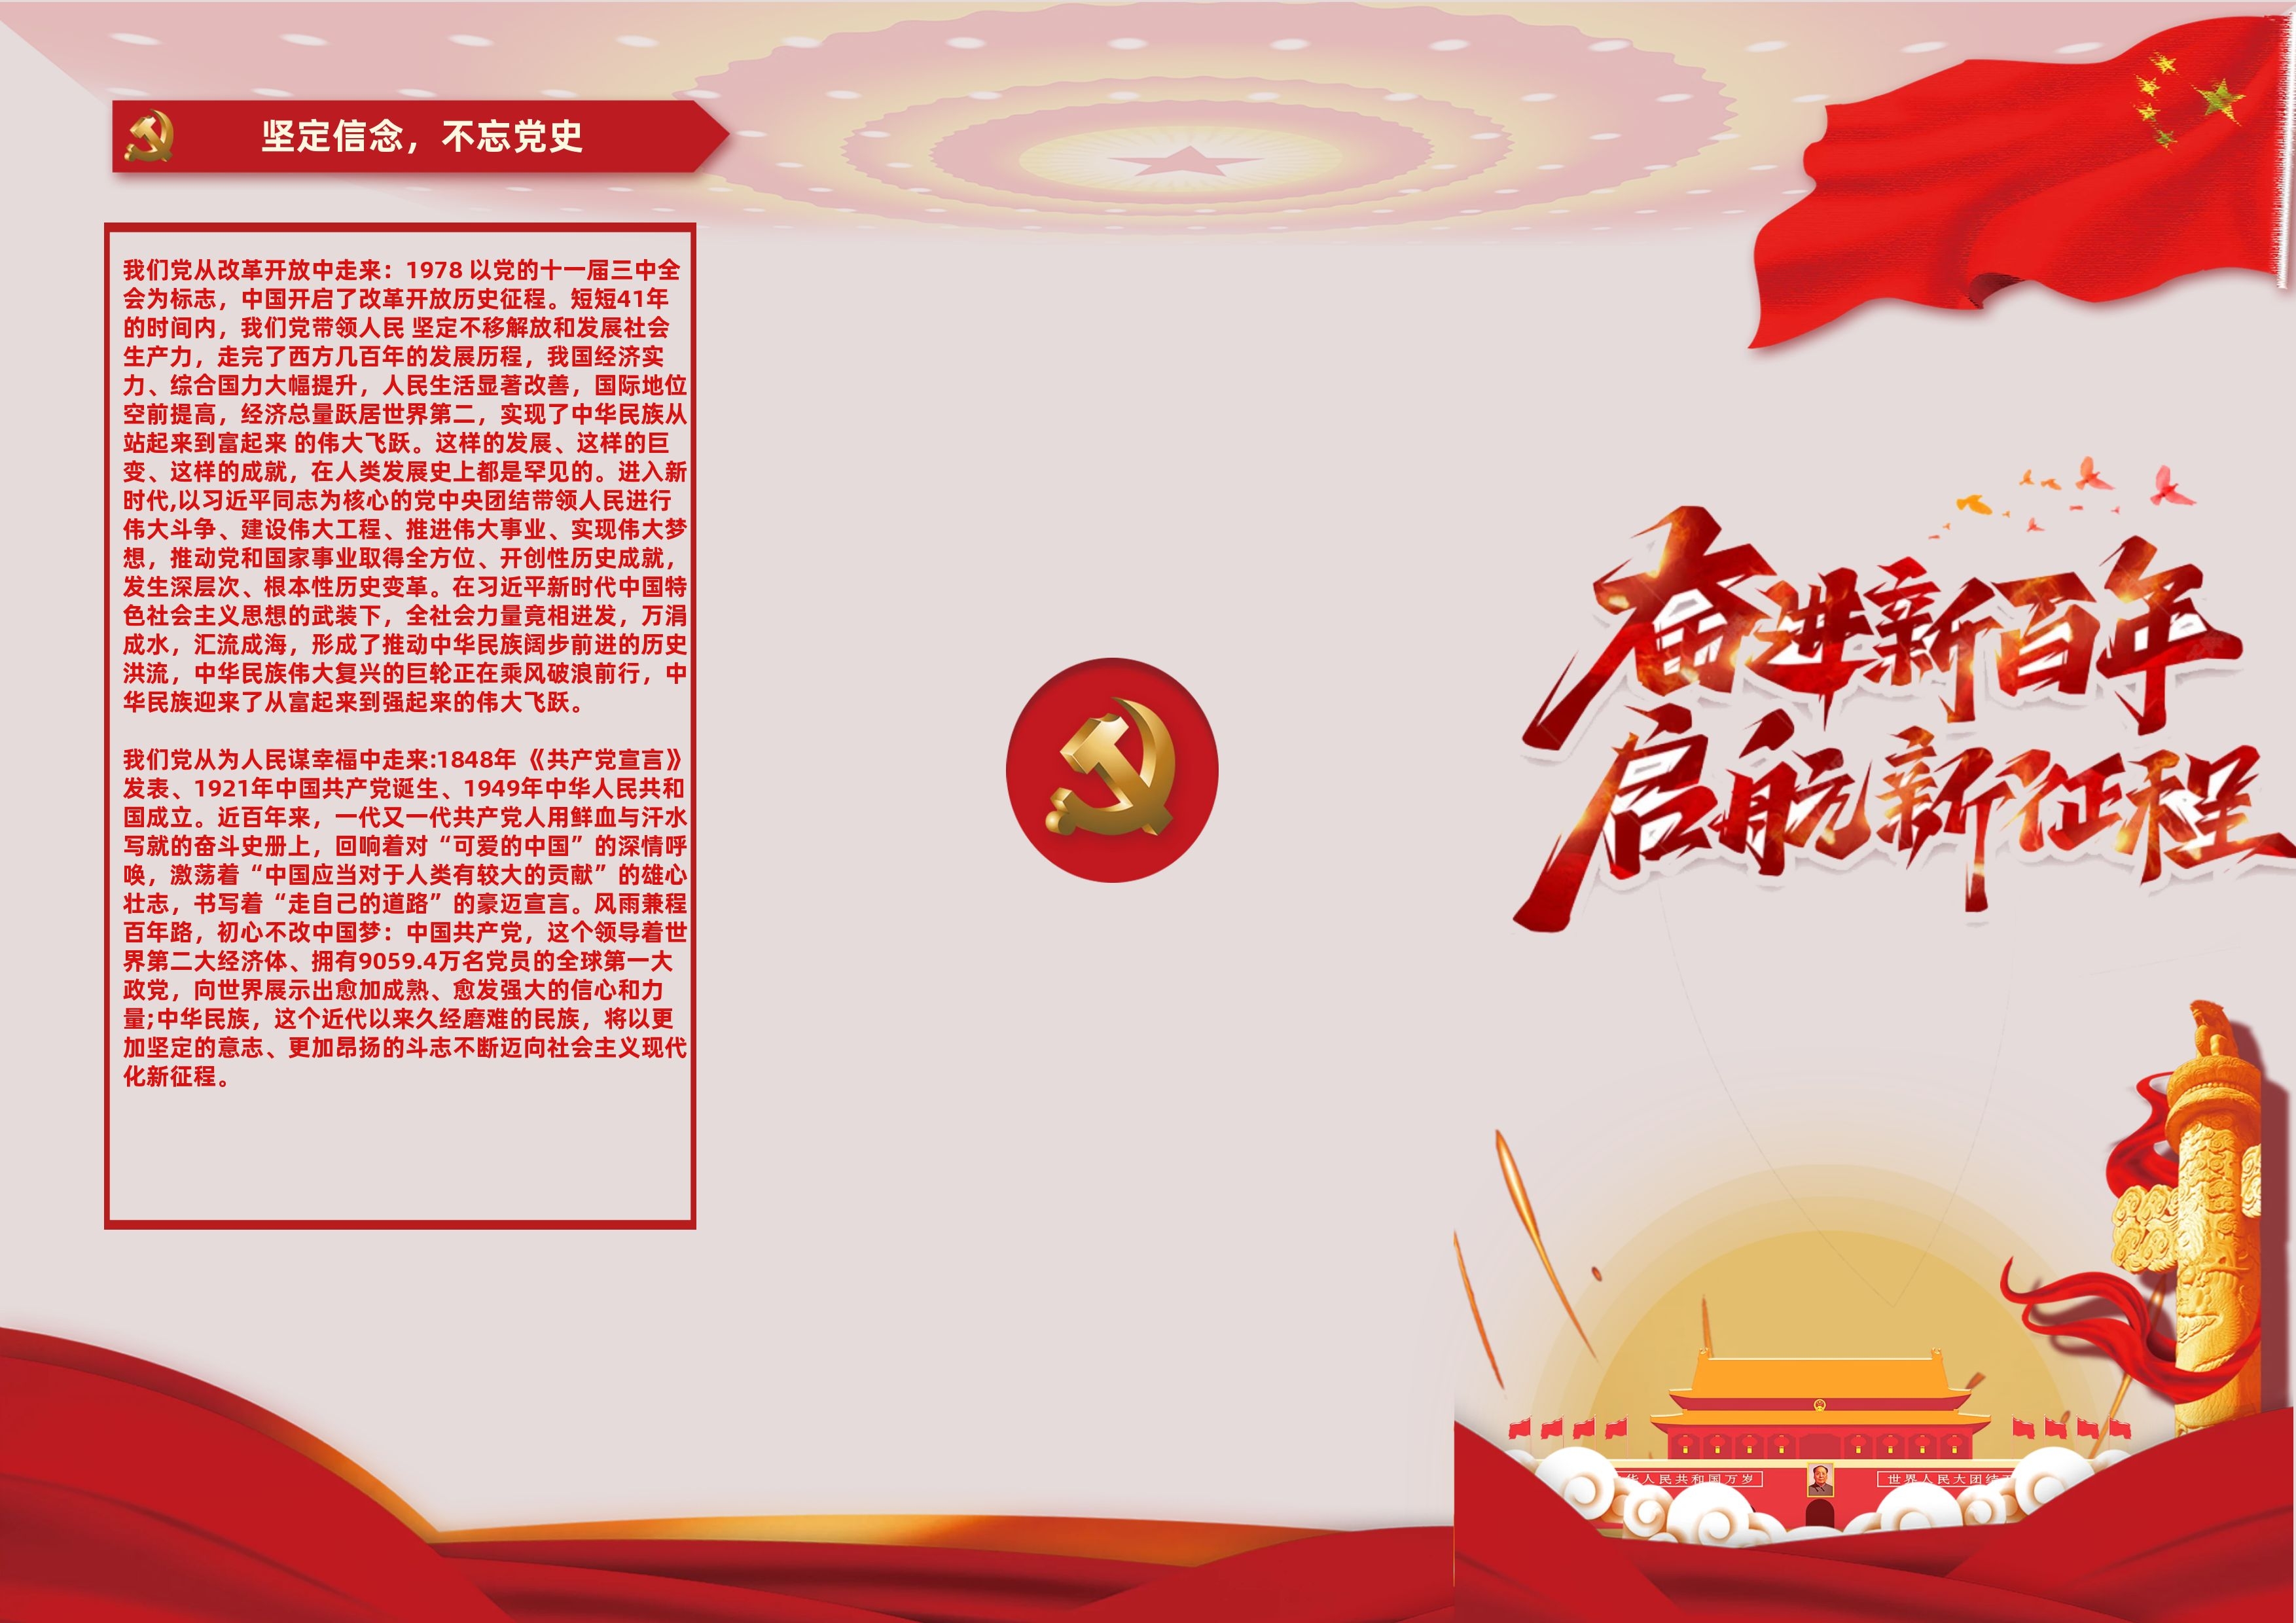 坚定信念，不忘党史
我们党从改革开放中走来：1978 以党的十一届三中全
会为标志，中国开启了改革开放历史征程。短短41年
的时间内，我们党带领人民 坚定不移解放和发展社会
生产力，走完了西方几百年的发展历程，我国经济实
力、综合国力大幅提升，人民生活显著改善，国际地位
空前提高，经济总量跃居世界第二，实现了中华民族从
站起来到富起来 的伟大飞跃。这样的发展、这样的巨
变、这样的成就，在人类发展史上都是罕见的。进入新
时代,以习近平同志为核心的党中央团结带领人民进行
伟大斗争、建设伟大工程、推进伟大事业、实现伟大梦
想，推动党和国家事业取得全方位、开创性历史成就，
发生深层次、根本性历史变革。在习近平新时代中国特
色社会主义思想的武装下，全社会力量竟相进发，万涓
成水，汇流成海，形成了推动中华民族阔步前进的历史
洪流，中华民族伟大复兴的巨轮正在乘风破浪前行，中
华民族迎来了从富起来到强起来的伟大飞跃。
我们党从为人民谋幸福中走来:1848年《共产党宣言》
发表、1921年中国共产党诞生、1949年中华人民共和
国成立。近百年来，一代又一代共产党人用鲜血与汗水
写就的奋斗史册上，回响着对“可爱的中国”的深情呼
唤，激荡着“中国应当对于人类有较大的贡献”的雄心
壮志，书写着“走自己的道路”的豪迈宣言。风雨兼程
百年路，初心不改中国梦：中国共产党，这个领导着世
界第二大经济体、拥有9059.4万名党员的全球第一大
政党，向世界展示出愈加成熟、愈发强大的信心和力
量;中华民族，这个近代以来久经磨难的民族，将以更
加坚定的意志、更加昂扬的斗志不断迈向社会主义现代
化新征程。
奋进新百年
启航新征程
华人民共和国万岁
世界人民大团结